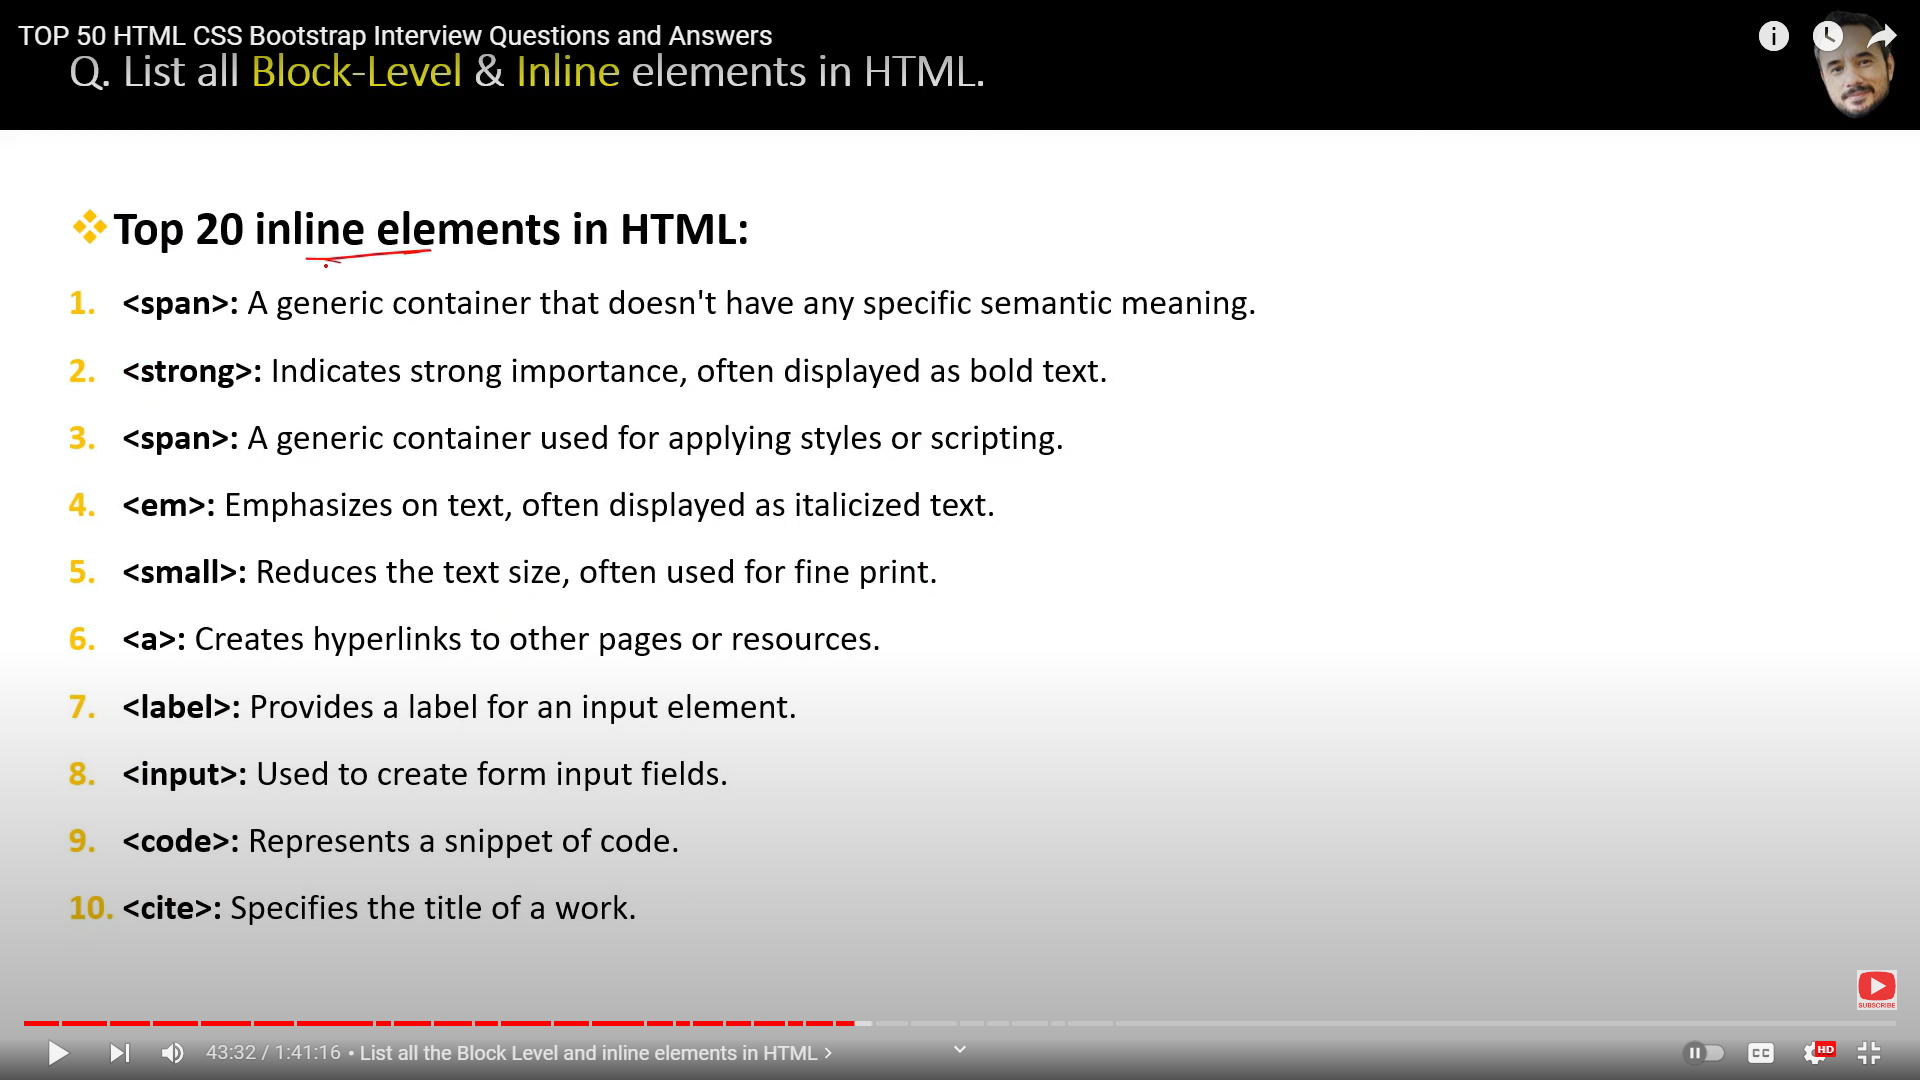 TOP 50 HTML CSS Bootstrap Interview Questions and Answers
Q. List all Block-Level & Inline elements in HTML.
Top 20 inline elements in HTML:
1. <span>: A generic container that doesn't have any specific semantic meaning.
2. <strong>: Indicates strong importance, often displayed as bold text.
3. <span>: A generic container used for applying styles or scripting.
4. <em>: Emphasizes on text, often displayed as italicized text.
5. <small>: Reduces the text size, often used for fine print.
6. <a>: Creates hyperlinks to other pages or resources.
7. <label>: Provides a label for an input element.
8. <input>: Used to create form input fields.
9. <code>: Represents a snippet of code.
10. <cite>: Specifies the title of a work.
SUBSCRIBE
43:32 / 1:41:16 • List all the Block Level and inline elements in HTML >
CC
HD